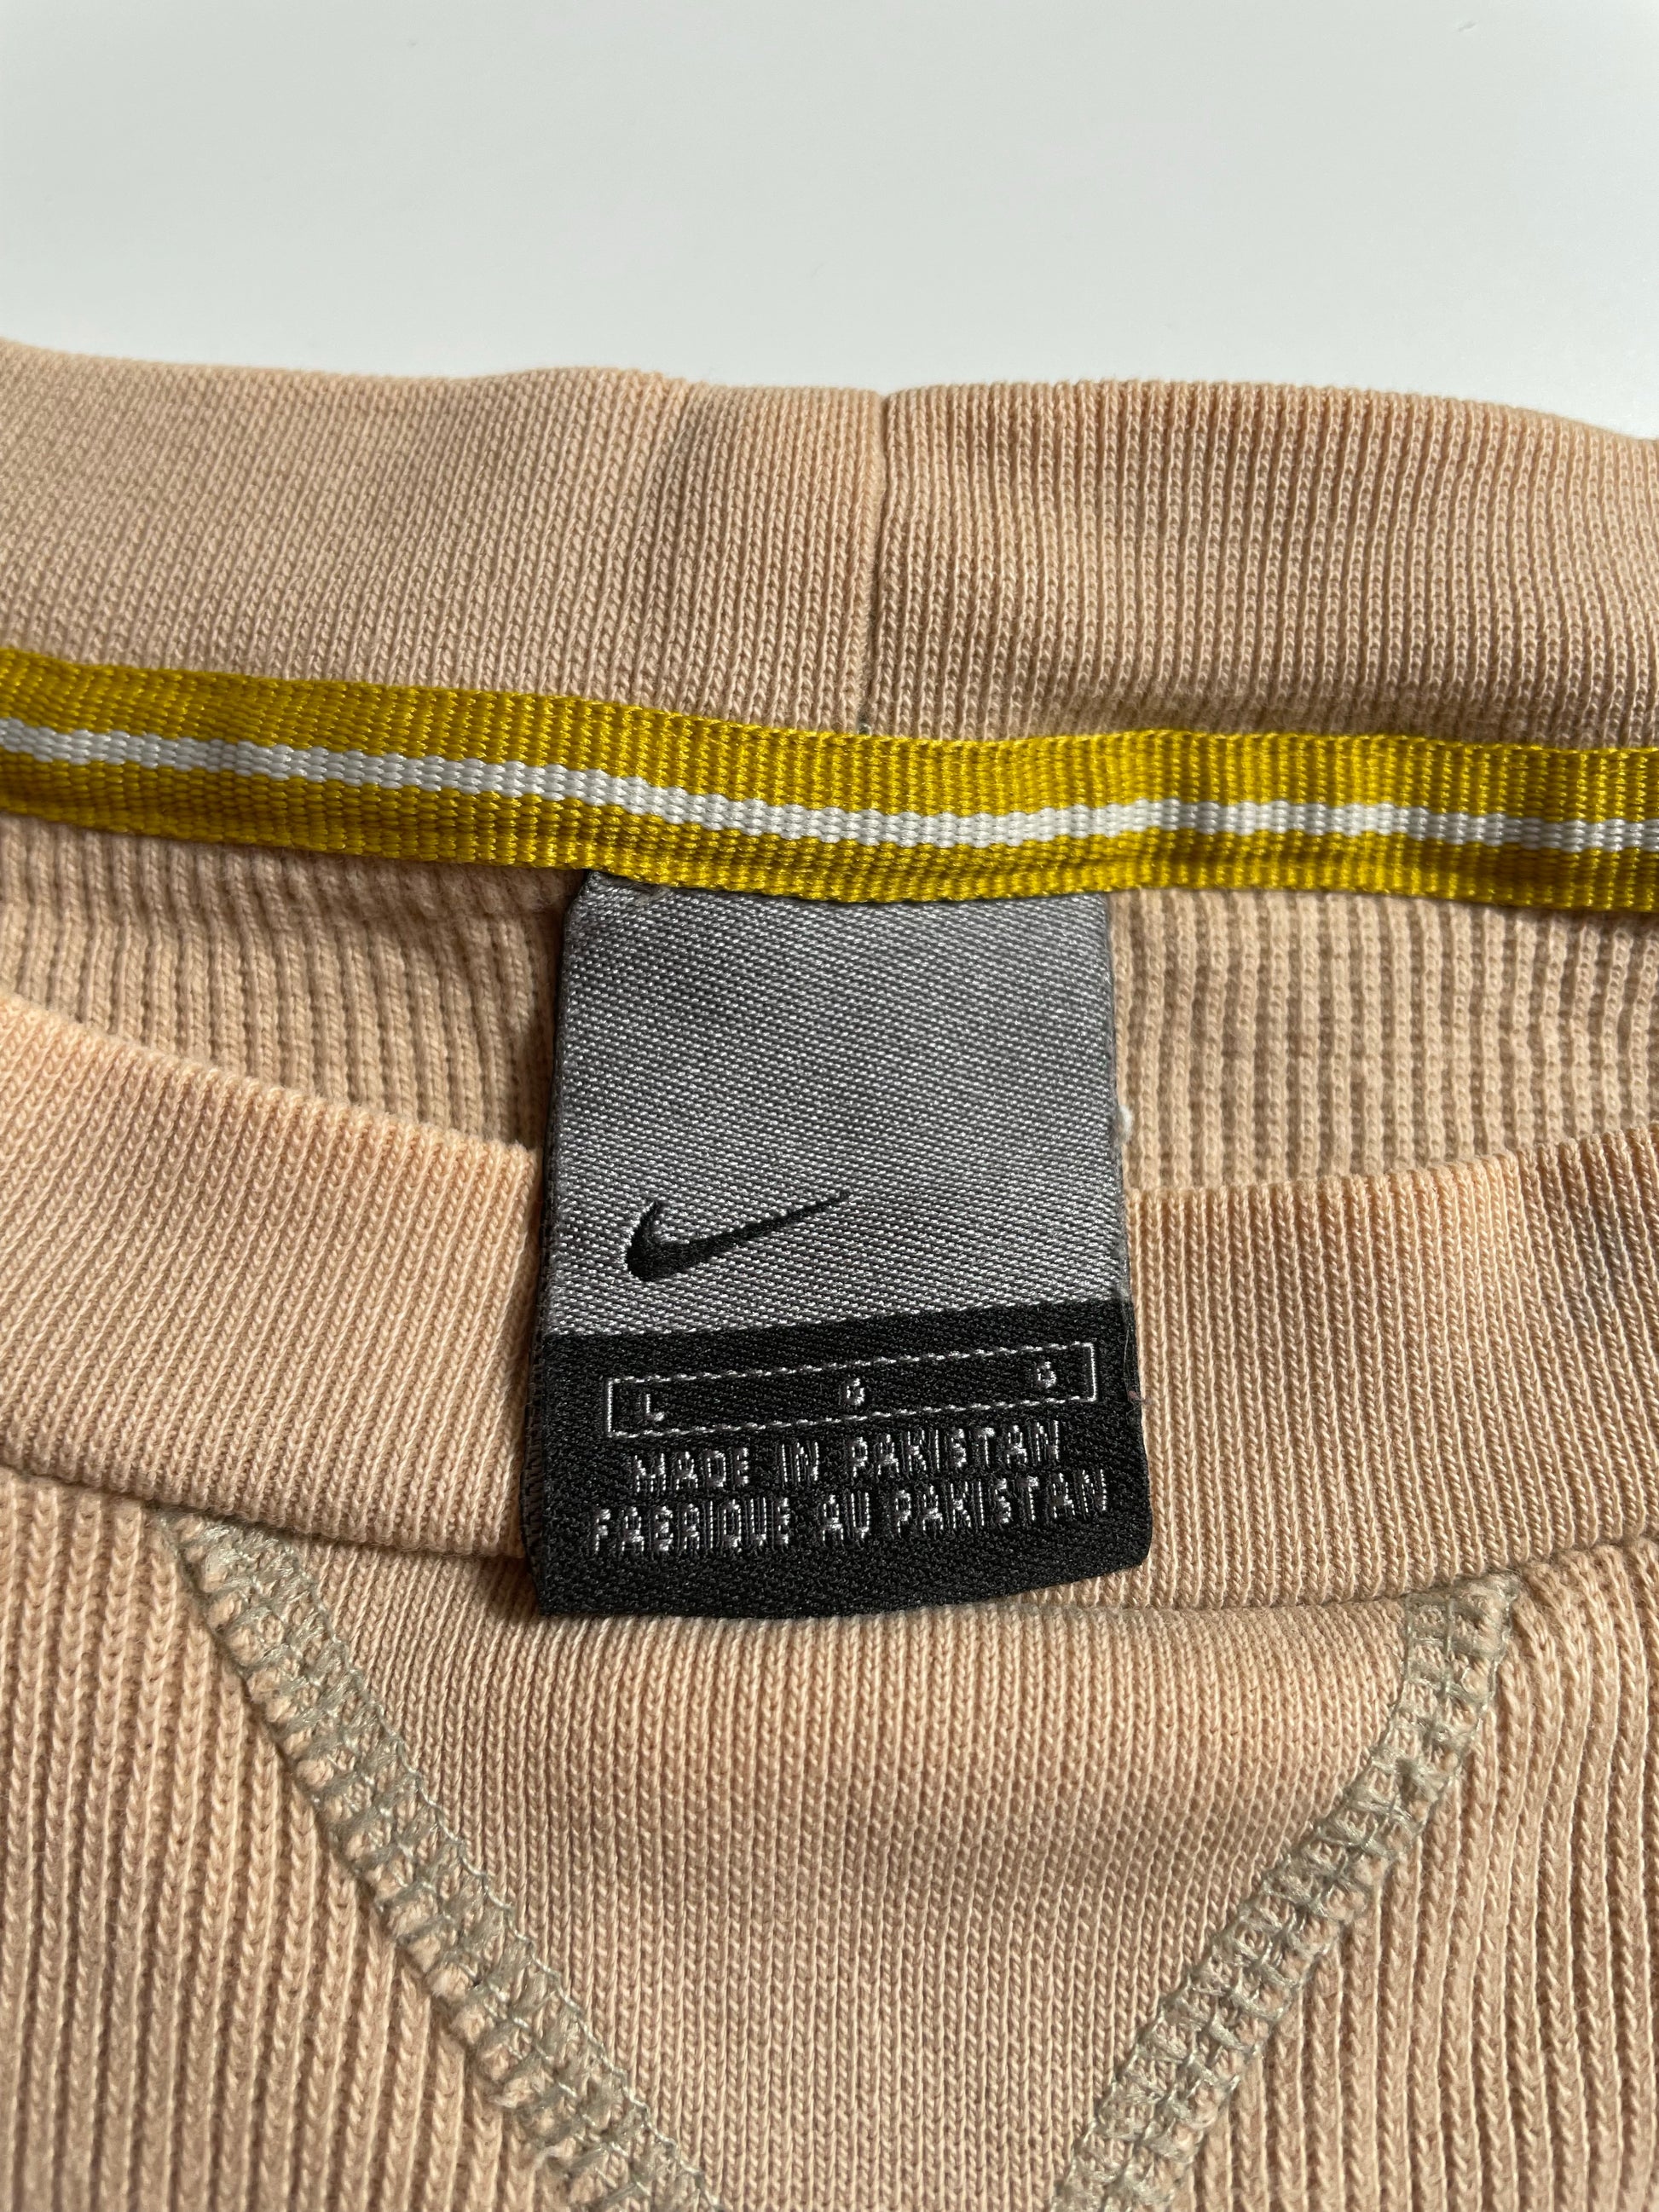 L G G
MADE IN PAKISTAN
FABRIQUE AU PAKISTAN